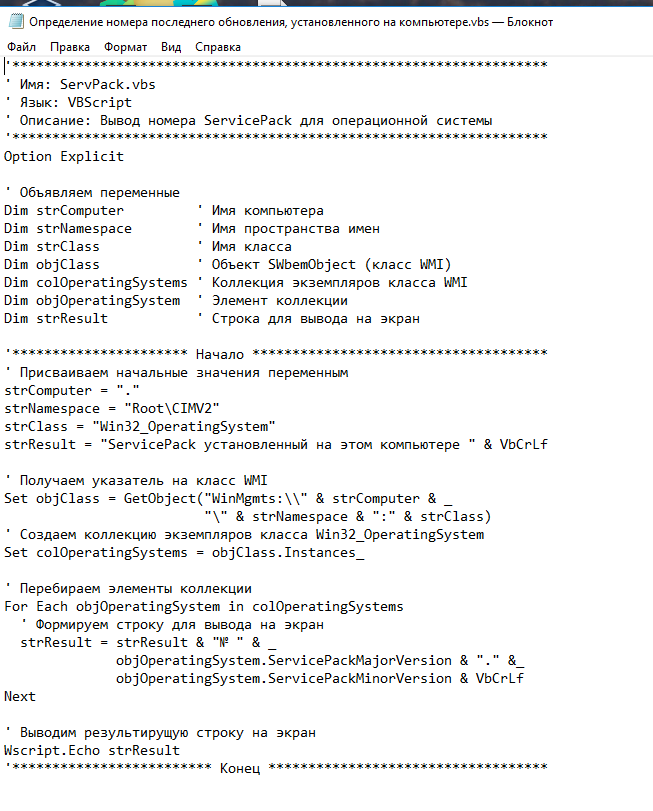 Определение номера последнего обновления, установленного на компьютере.vbs — Блокнот
Файл Правка Формат Вид Справка
'*******************************************************************
' Имя: ServPack.vbs
' Язык: VBScript
' Описание: Вывод номера ServicePack для операционной системы
'*******************************************************************
Option Explicit

' Объявляем переменные
Dim strComputer         ' Имя компьютера
Dim strNamespace        ' Имя пространства имен
Dim strClass            ' Имя класса
Dim objClass            ' Объект SWbemObject (класс WMI)
Dim colOperatingSystems ' Коллекция экземпляров класса WMI
Dim objOperatingSystem  ' Элемент коллекции
Dim strResult           ' Строка для вывода на экран

'********************** Начало *************************************
' Присваиваем начальные значения переменным
strComputer = "."
strNamespace = "Root\CIMV2"
strClass = "Win32_OperatingSystem"
strResult = "ServicePack установленный на этом компьютере " & VbCrLf

' Получаем указатель на класс WMI
Set objClass = GetObject("WinMgmts:\\" & strComputer & _
                         "\" & strNamespace & ":" & strClass)
' Создаем коллекцию экземпляров класса Win32_OperatingSystem
Set colOperatingSystems = objClass.Instances_

' Перебираем элементы коллекции
For Each objOperatingSystem in colOperatingSystems
  ' Формируем строку для вывода на экран
  strResult = strResult & "№ " & _
              objOperatingSystem.ServicePackMajorVersion & "." &_
              objOperatingSystem.ServicePackMinorVersion & VbCrLf
Next

' Выводим результирущую строку на экран
Wscript.Echo strResult
'************************* Конец ***********************************